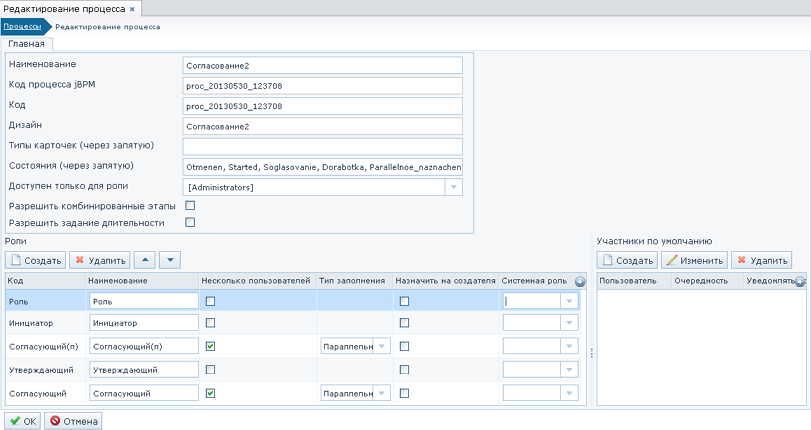 Редактирование процесса ×
Процессы Редактирование процесса
Главная
Наименование Согласование2
Код процесса jBPM proc_20130530_123708
Код proc_20130530_123708
Дизайн Согласование2
Типы карточек (через запятую)
Состояния (через запятую) Otmenen, Started, Soglasovanie, Dorabotka, Parallelnoe_naznachen
Доступен только для роли [Administrators]
Разрешить комбинированные этапы
Разрешить задание длительности
Роли Участники по умолчанию
Создать Удалить Создать Изменить Удалить
Код Наименование Несколько пользователей Тип заполнения Назначить на создателя Системная роль Пользователь Очередность Уведомлять
Роль Роль
Инициатор Инициатор
Согласующий(п) Согласующий(п) Параллельн
Утверждающий Утверждающий
Согласующий Согласующий Параллельн
OK Отмена